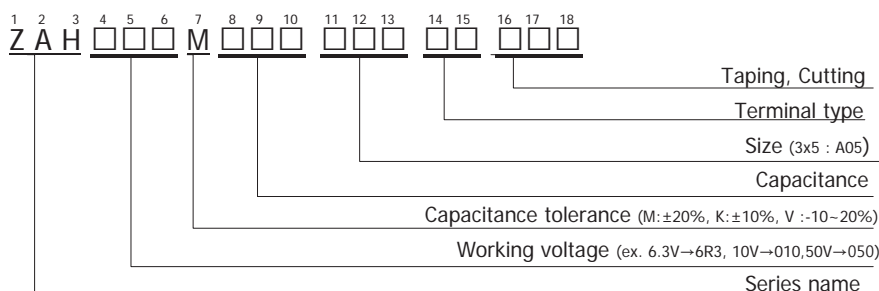 1 2 3 4 5 6 7 8 9 10 11 12 13 14 15 16 17 18
Z A H □□□ M □□□ □□□ □□ □□□
Taping, Cutting
Terminal type
Size (3x5 : A05)
Capacitance
Capacitance tolerance (M:±20%, K:±10%, V :-10~20%)
Working voltage (ex. 6.3V→6R3, 10V→010,50V→050)
Series name